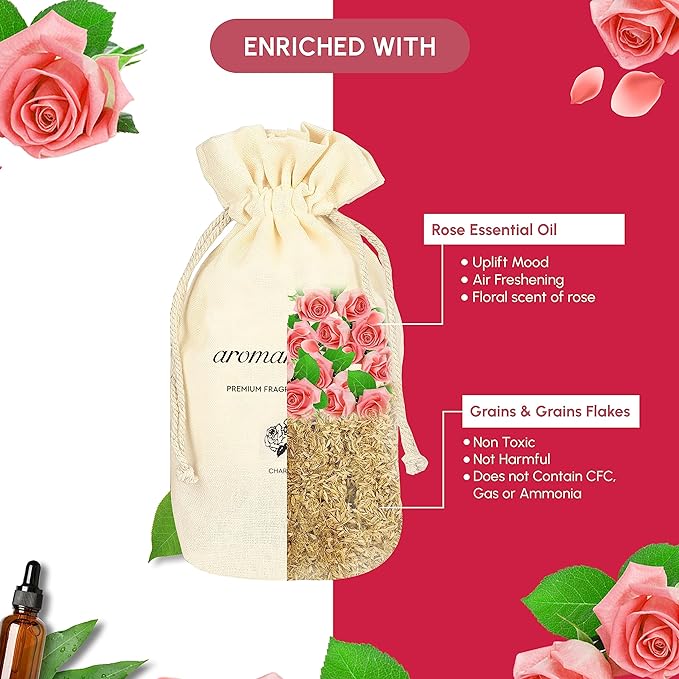 ENRICHED WITH
Rose Essential Oil
• Uplift Mood
• Air Freshening
• Floral scent of rose
PREMIUM
Grains & Grains Flakes
• Non Toxic
• Not Harmful
• Does not Contain CFC,
Gas or Ammonia